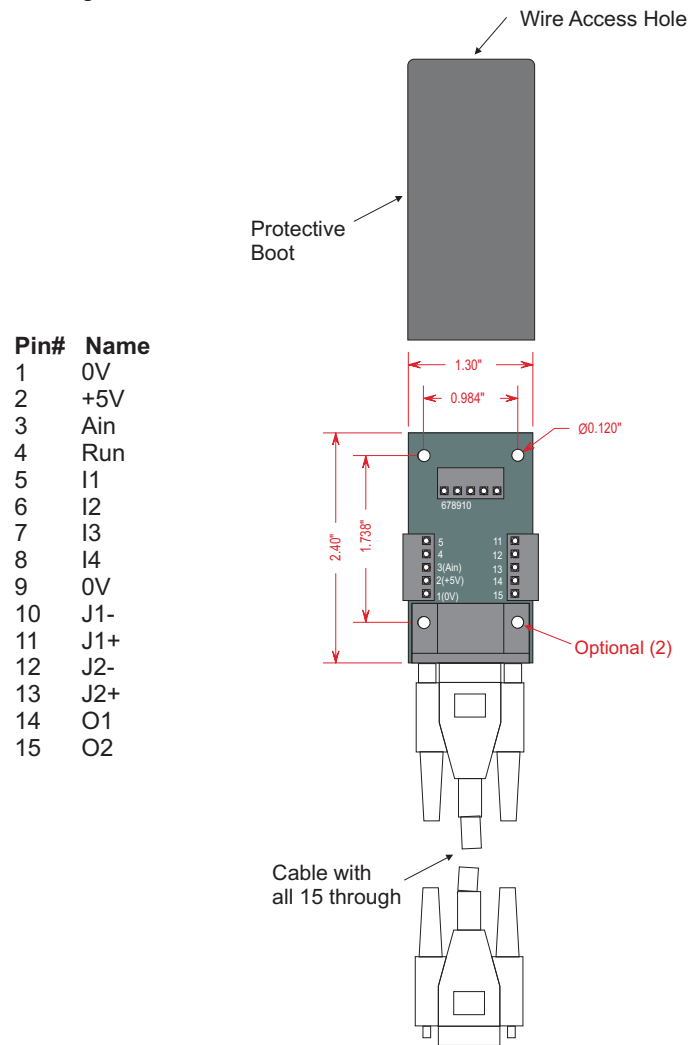 Wire Access Hole
Protective
Boot
Pin# Name
1 0V
2 +5V
3 Ain
4 Run
5 I1
6 I2
7 I3
8 I4
9 0V
10 J1-
11 J1+
12 J2-
13 J2+
14 O1
15 O2
1.30"
0.984"
Ø0.120"
2.40"
1.738"
678910
5
4
3(Ain)
2(+5V)
1(0V)
11
12
13
14
15
Optional (2)
Cable with
all 15 through